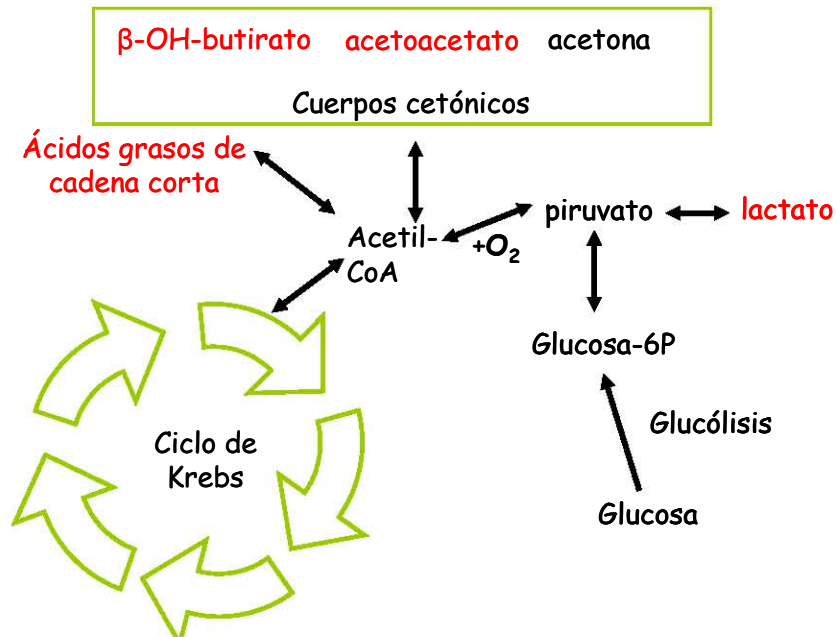 β-OH-butirato acetoacetato acetona
Cuerpos cetónicos
Ácidos grasos de
cadena corta
piruvato
lactato
Acetil-
CoA
+O₂
Glucosa-6P
Glucólisis
Ciclo de
Krebs
Glucosa